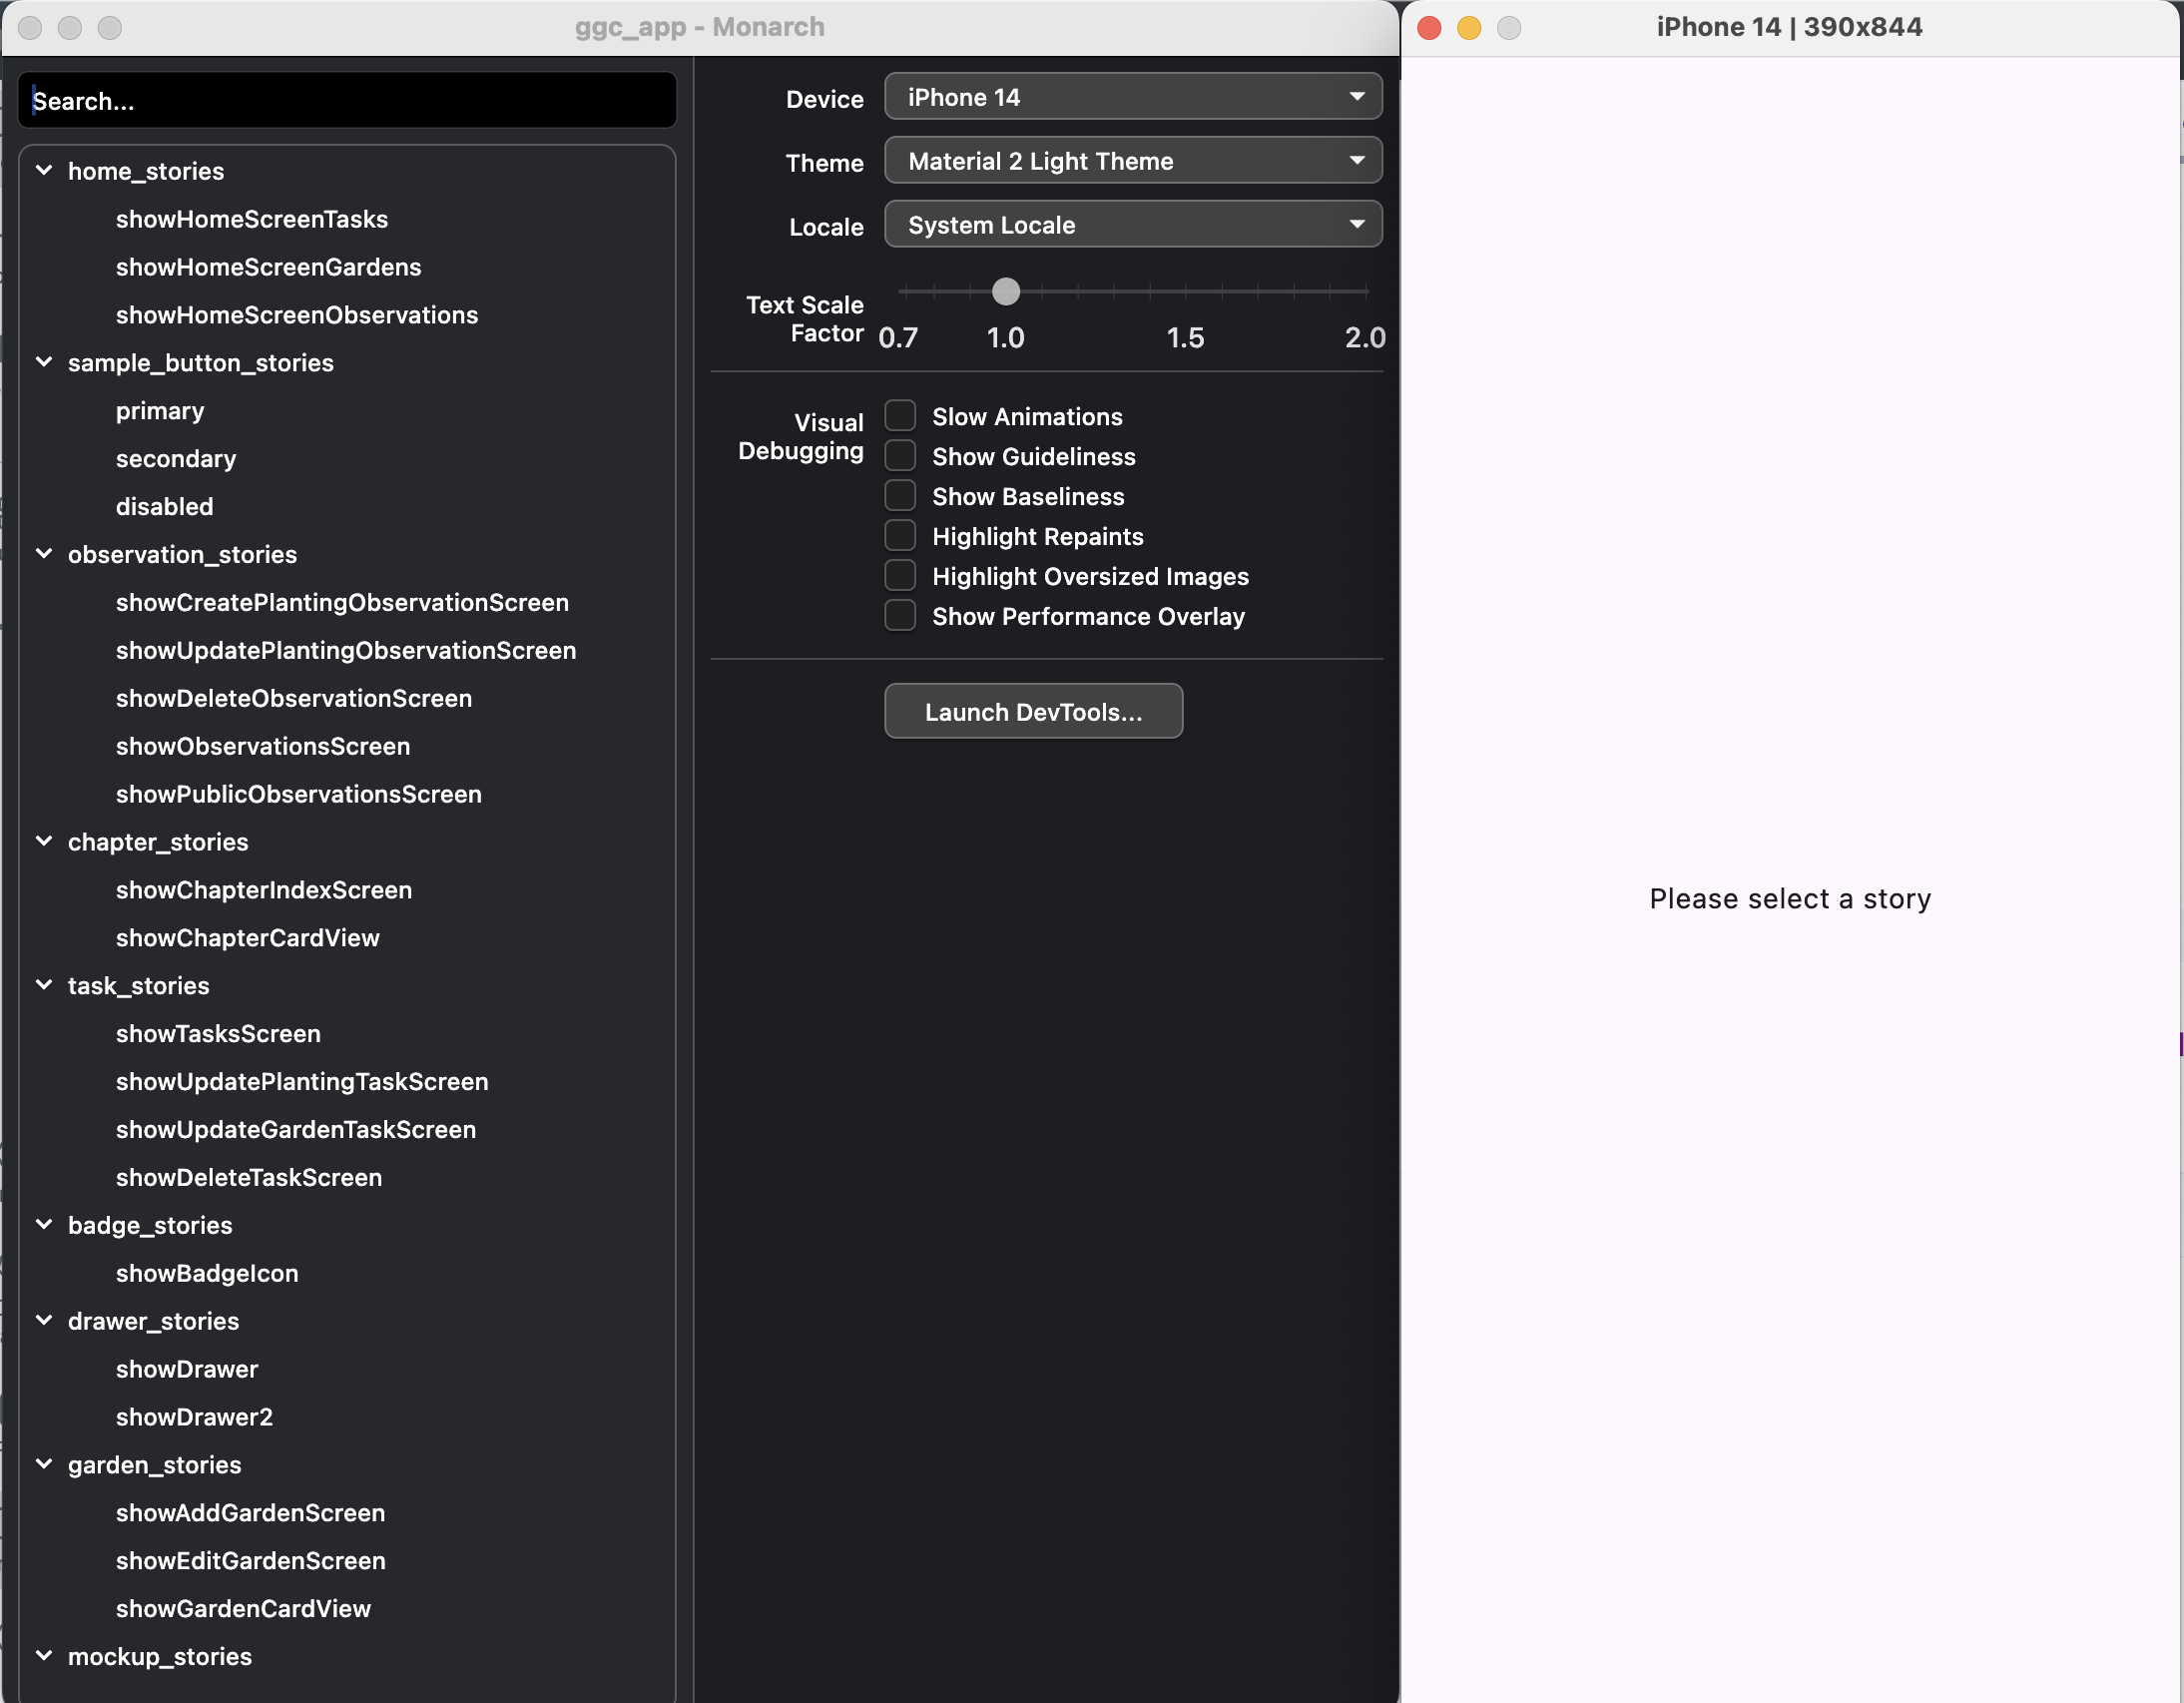 ggc_app - Monarch
Search...
home_stories
showHomeScreenTasks
showHomeScreenGardens
showHomeScreenObservations
sample_button_stories
primary
secondary
disabled
observation_stories
showCreatePlantingObservationScreen
showUpdatePlantingObservationScreen
showDeleteObservationScreen
showObservationsScreen
showPublicObservationsScreen
chapter_stories
showChapterIndexScreen
showChapterCardView
task_stories
showTasksScreen
showUpdatePlantingTaskScreen
showUpdateGardenTaskScreen
showDeleteTaskScreen
badge_stories
showBadgeIcon
drawer_stories
showDrawer
showDrawer2
garden_stories
showAddGardenScreen
showEditGardenScreen
showGardenCardView
mockup_stories
Device iPhone 14
Theme Material 2 Light Theme
Locale System Locale
Text Scale
Factor 0.7 1.0 1.5 2.0
Visual
Debugging
Slow Animations
Show Guideliness
Show Baseliness
Highlight Repaints
Highlight Oversized Images
Show Performance Overlay
Launch DevTools...
iPhone 14 | 390x844
Please select a story